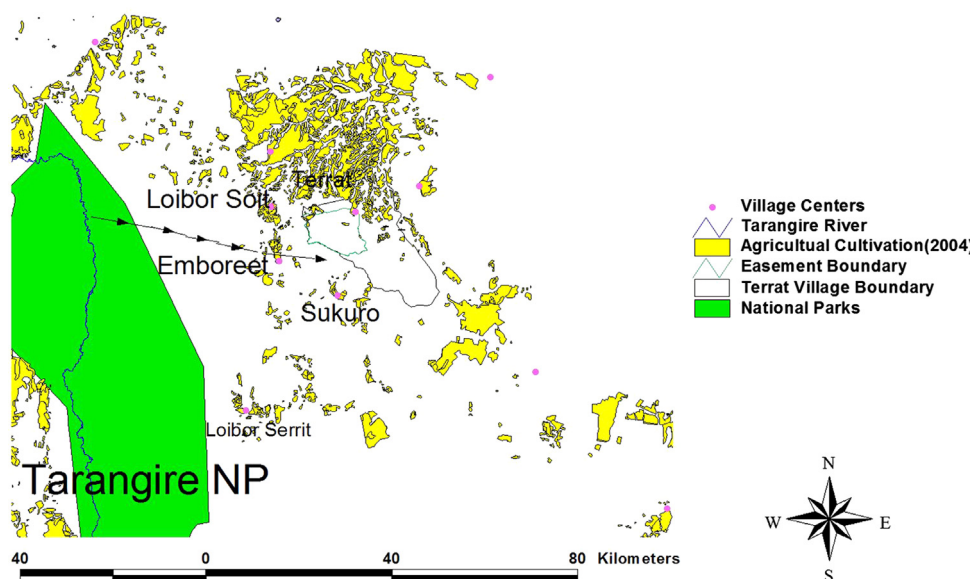 Terrat
Loibor Soit
Emboreet
Sukuro
Loibor Serrit
Tarangire NP
Village Centers
Tarangire River
Agricultual Cultivation(2004)
Easement Boundary
Terrat Village Boundary
National Parks
N
W E
S
40 0 40 80 Kilometers